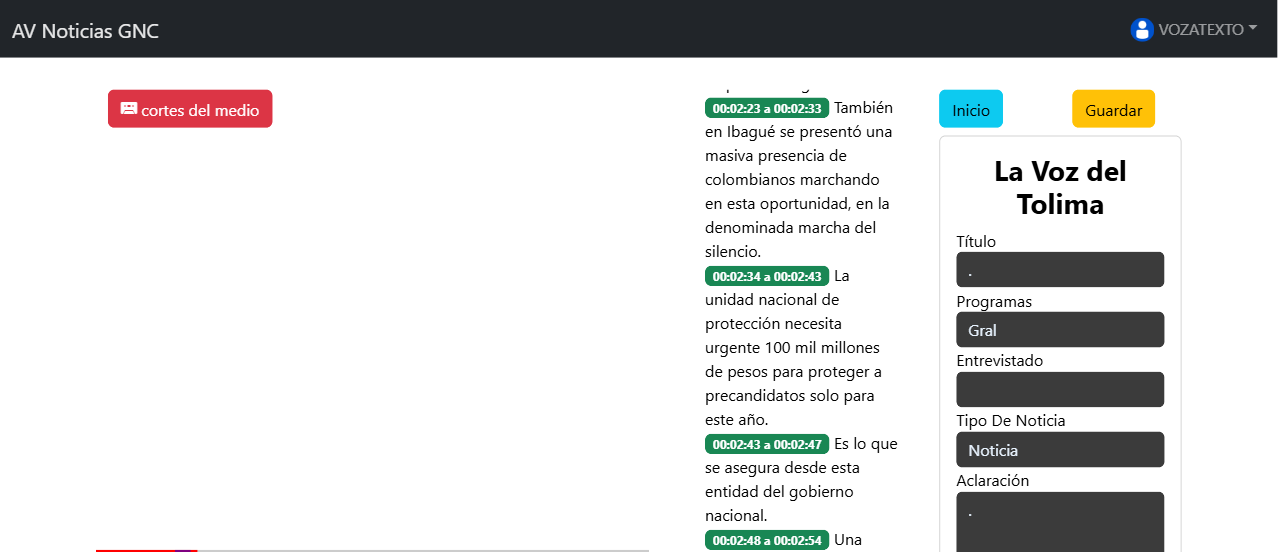 AV Noticias GNC
VOZATEXTO
cortes del medio
00:02:23 a 00:02:33 También
en Ibagué se presentó una
masiva presencia de
colombianos marchando
en esta oportunidad, en la
denominada marcha del
silencio.
00:02:34 a 00:02:43 La
unidad nacional de
protección necesita
urgente 100 mil millones
de pesos para proteger a
precandidatos solo para
este año.
00:02:43 a 00:02:47 Es lo que
se asegura desde esta
entidad del gobierno
nacional.
00:02:48 a 00:02:54 Una
Inicio
Guardar
La Voz del
Tolima
Título
.
Programas
Gral
Entrevistado
Tipo De Noticia
Noticia
Aclaración
.